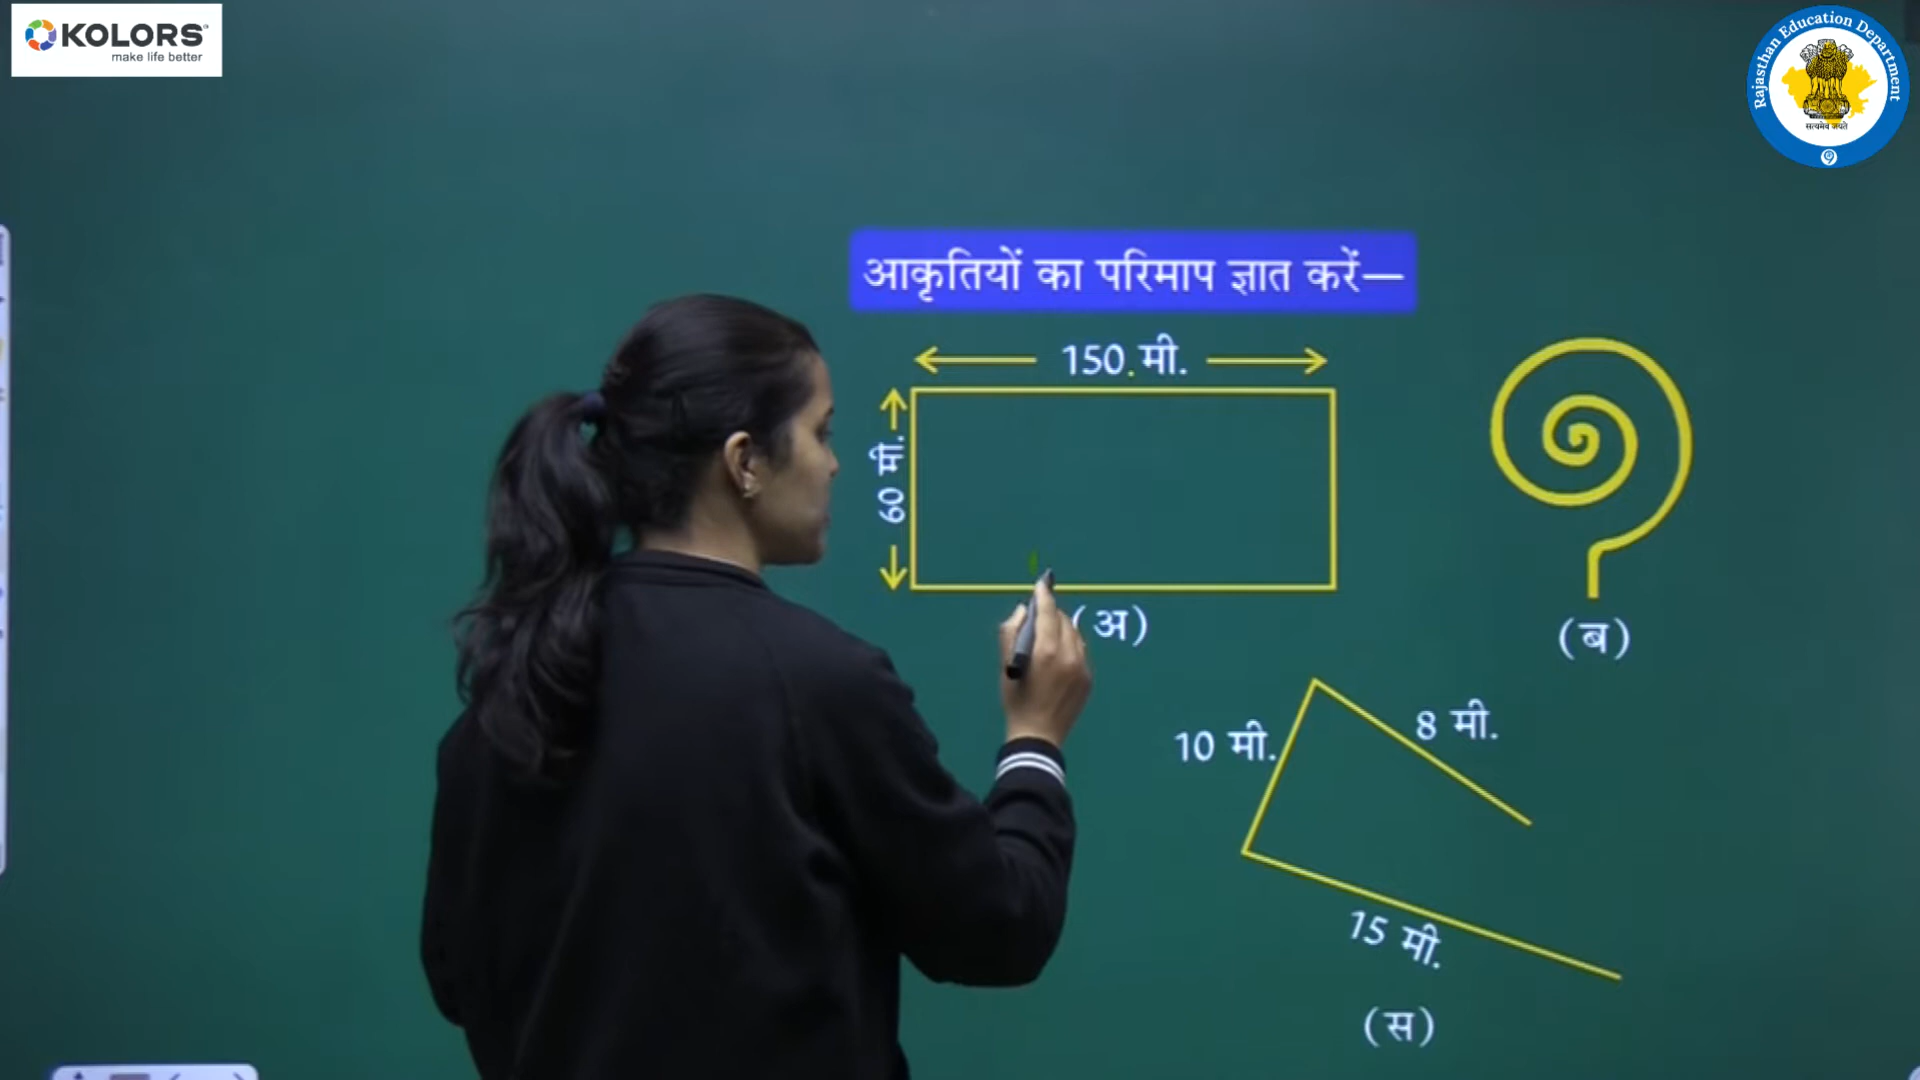 KOLORS
make life better
Rajasthan Education Department
सत्यमेव जयते
आकृतियों का परिमाप ज्ञात करें—
150 मी.
60 मी.
(अ)
(ब)
10 मी.
8 मी.
15 मी.
(स)